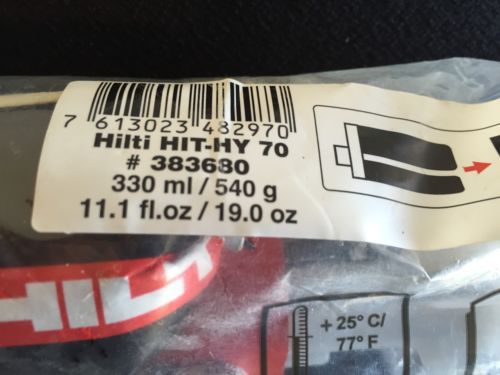 7 613023 482970
Hilti HIT-HY 70
# 383680
330 ml / 540 g
11.1 fl.oz / 19.0 oz
HILTI
+ 25° C/
77° F